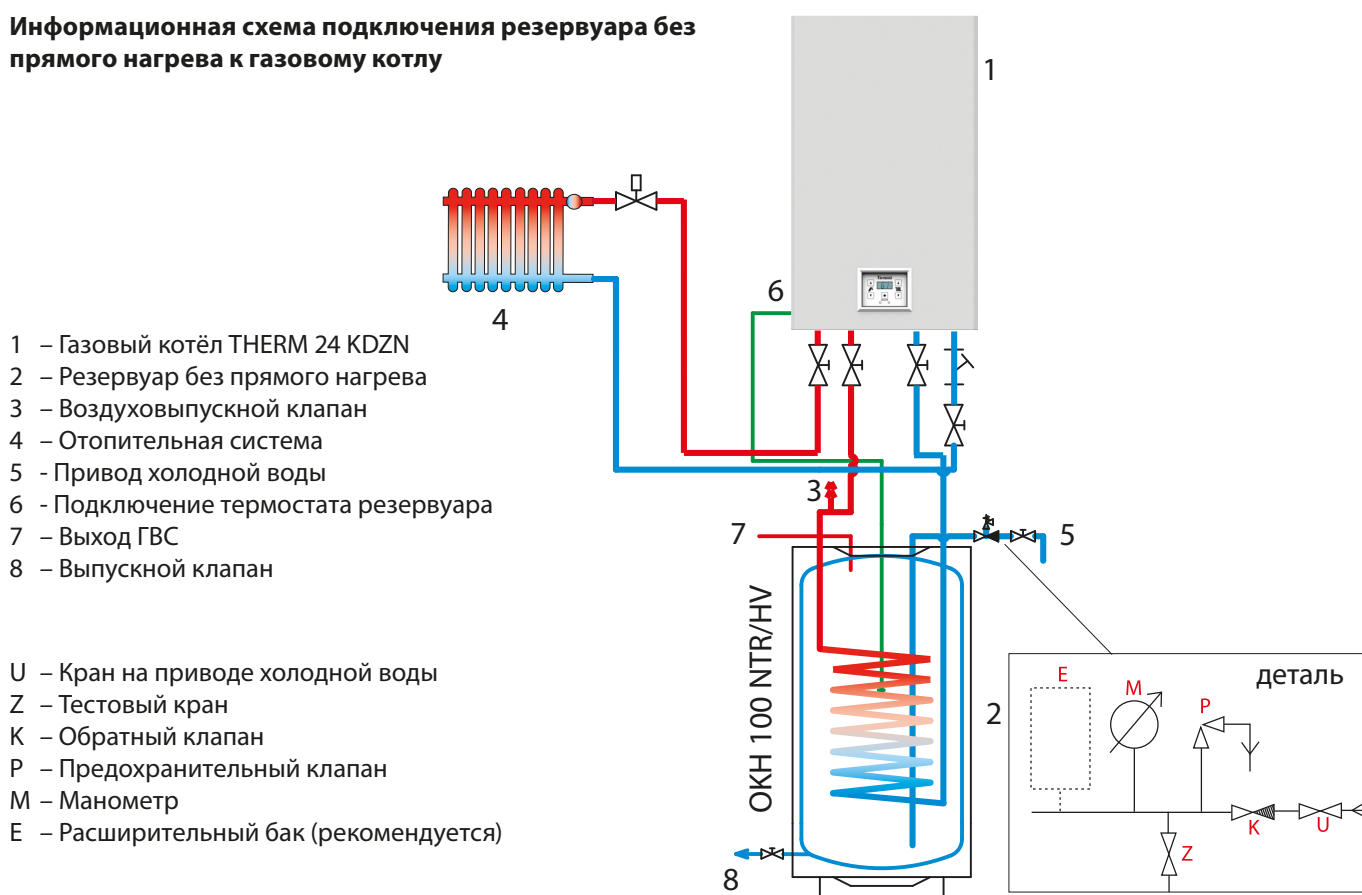 Информационная схема подключения резервуара без
прямого нагрева к газовому котлу
1
6
4
1 – Газовый котёл THERM 24 KDZN
2 – Резервуар без прямого нагрева
3 – Воздуховыпускной клапан
4 – Отопительная система
5 - Привод холодной воды
6 - Подключение термостата резервуара
7 – Выход ГВС
8 – Выпускной клапан
3
7
5
OKH 100 NTR/HV
U – Кран на приводе холодной воды
Z – Тестовый кран
K – Обратный клапан
P – Предохранительный клапан
M – Манометр
E – Расширительный бак (рекомендуется)
2
деталь
E
M
P
K
U
Z
8